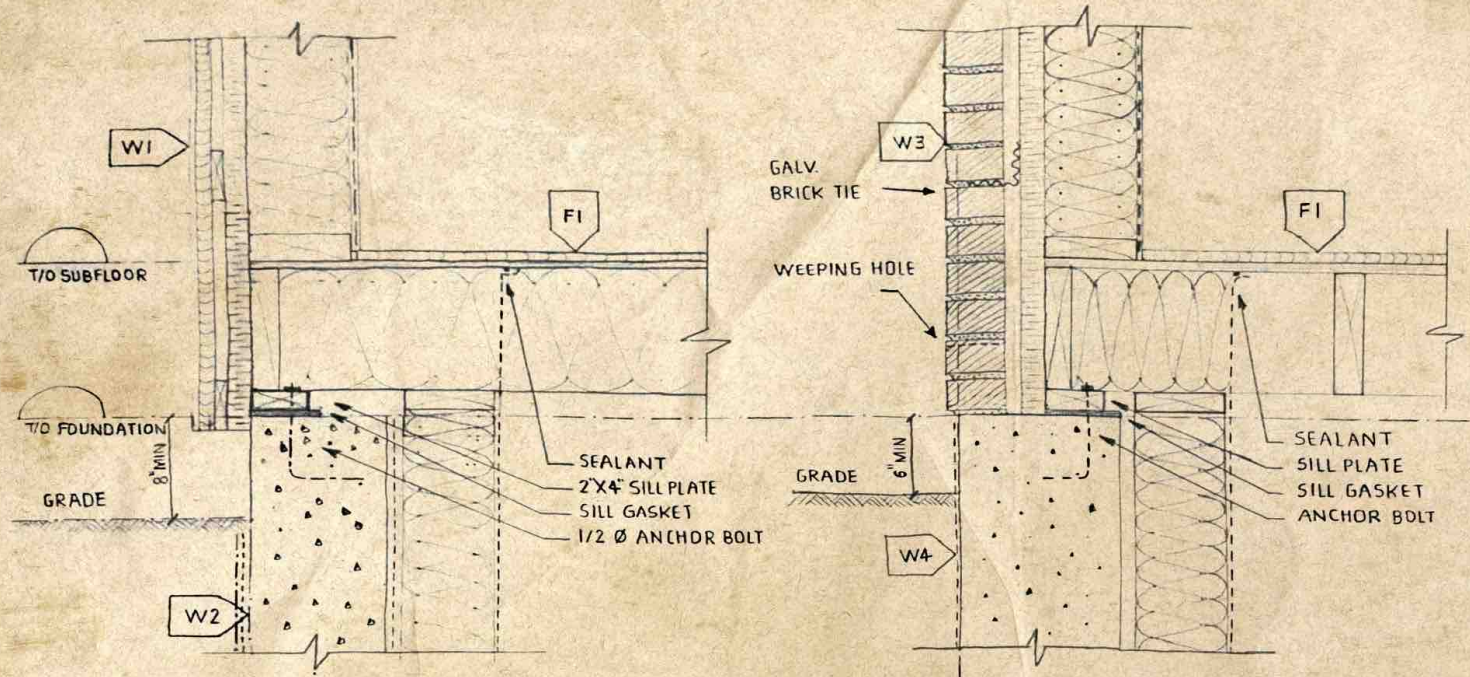 W1
F1
T/O SUBFLOOR
T/O FOUNDATION
8" MIN
GRADE
W2
SEALANT
2"X4" SILL PLATE
SILL GASKET
1/2 Ø ANCHOR BOLT
W3
GALV.
BRICK TIE
F1
WEEPING HOLE
6" MIN
GRADE
W4
SEALANT
SILL PLATE
SILL GASKET
ANCHOR BOLT